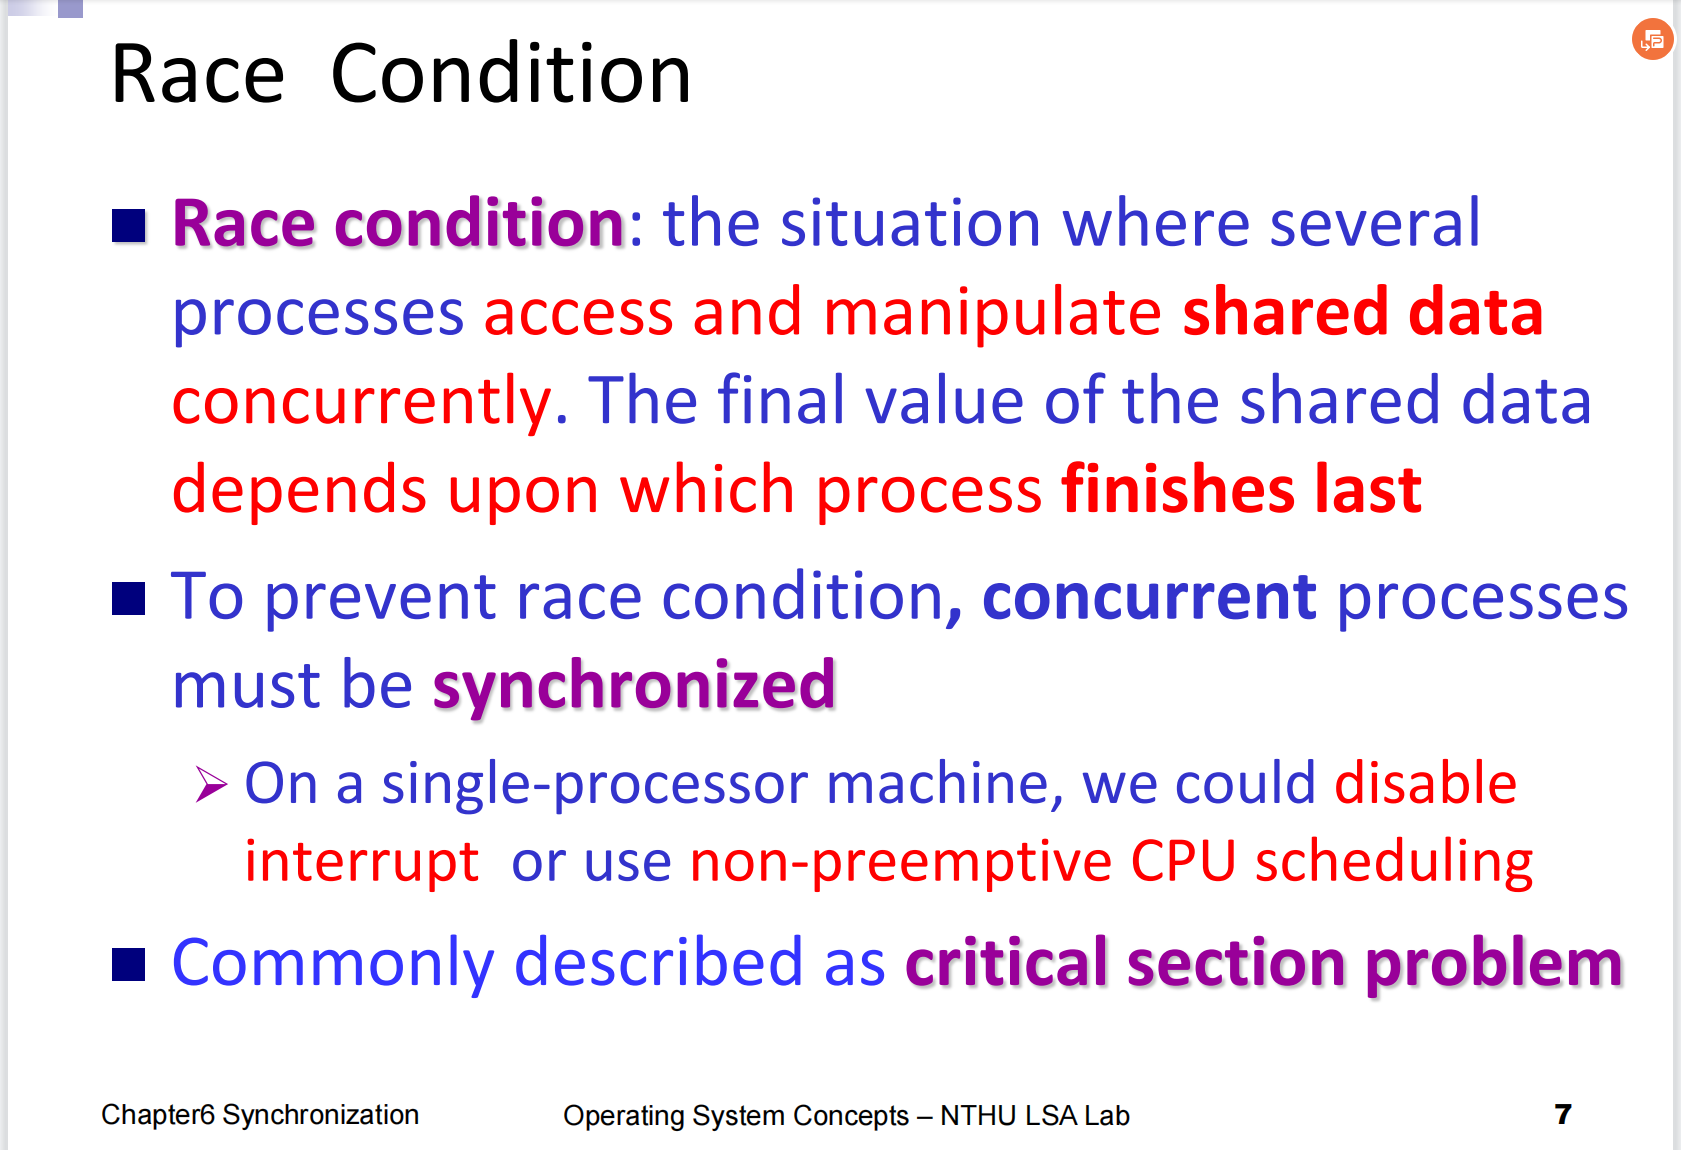 Race Condition
Race condition: the situation where several
processes access and manipulate shared data
concurrently. The final value of the shared data
depends upon which process finishes last
To prevent race condition, concurrent processes
must be synchronized
On a single-processor machine, we could disable
interrupt or use non-preemptive CPU scheduling
Commonly described as critical section problem
Chapter6 Synchronization
Operating System Concepts – NTHU LSA Lab
7